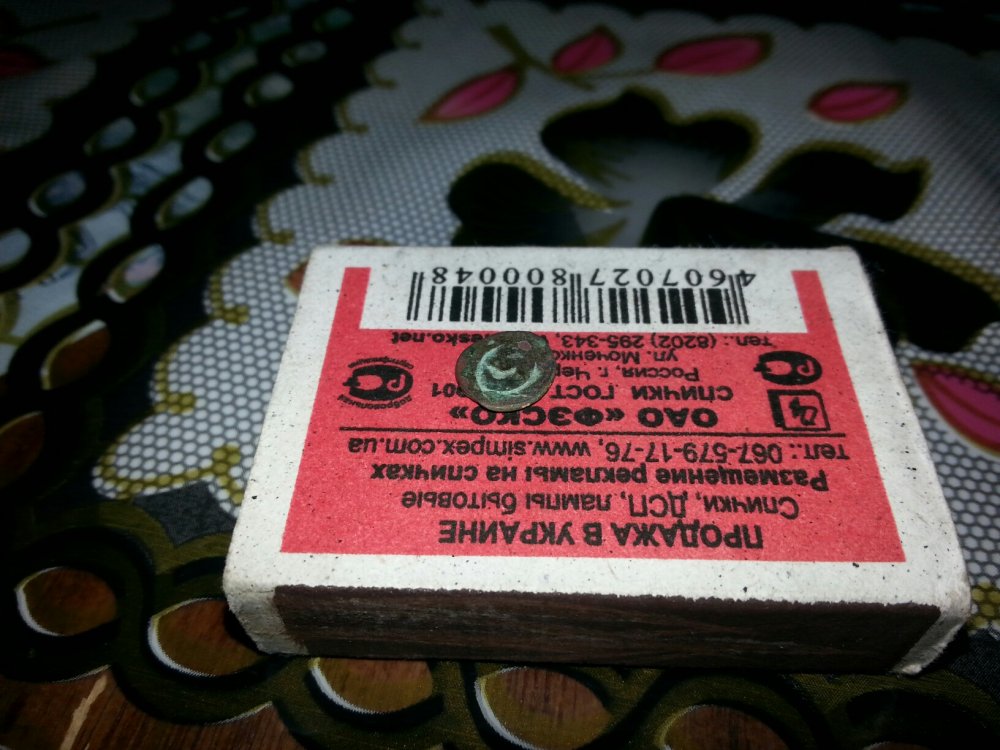 ПРОДАЖА В УКРАИНЕ
Спички, ДСП, лампы бытовые
Размещение рекламы на спичках
тел.: 067-579-17-76, www.simpex.com.ua
ОАО «ФЭСКО»
СПИЧКИ ГОСТ
Россия, г.
ул.
тел.: (8202) 295-343,
4607027800048